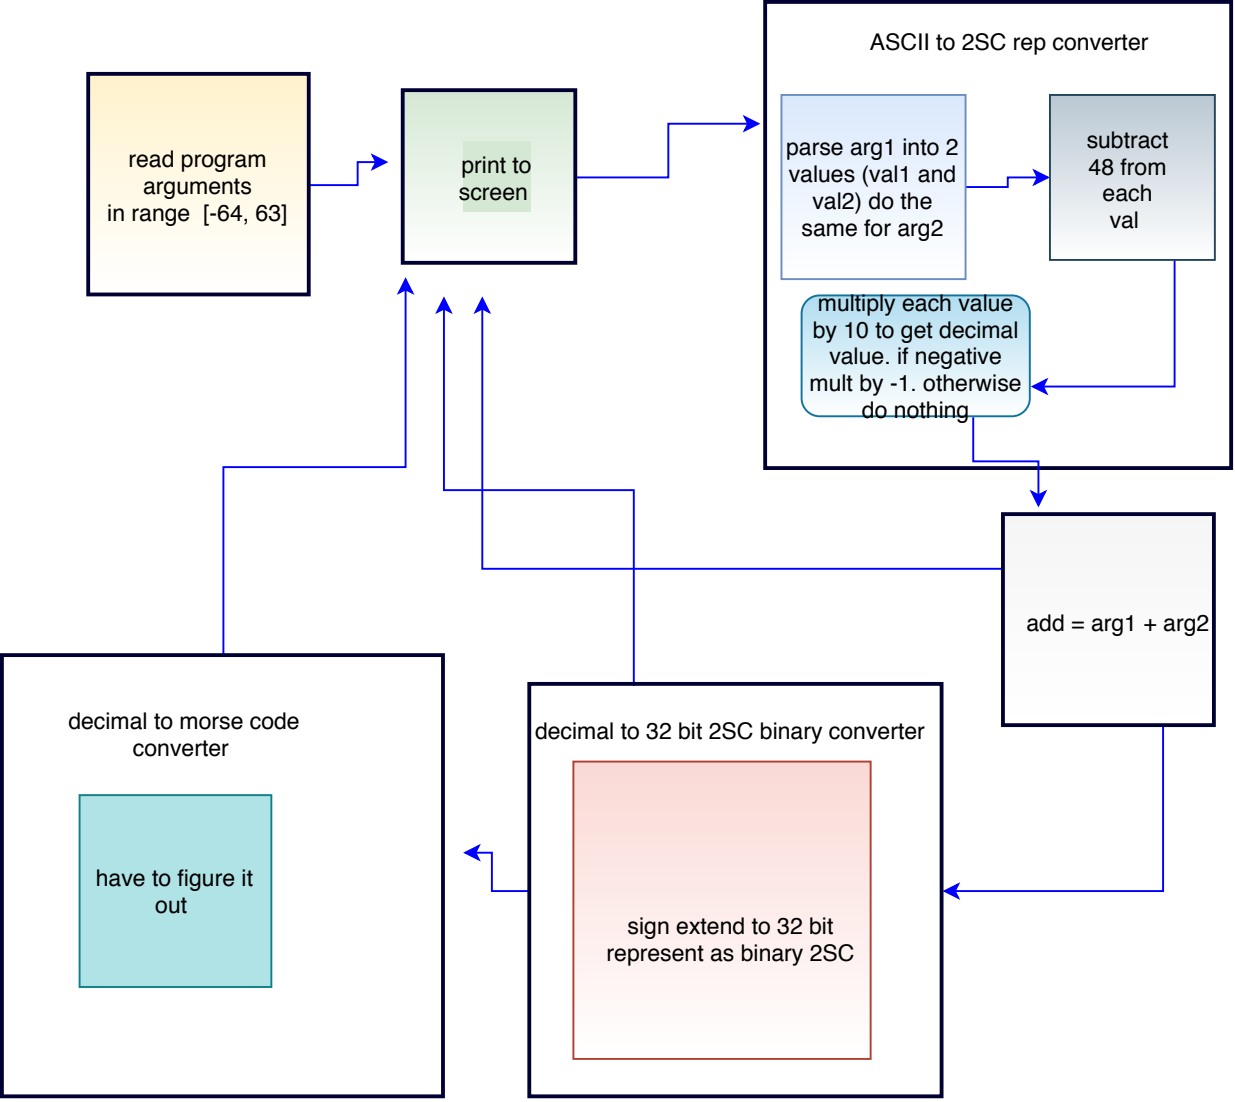 read program
arguments
in range [-64, 63]
print to
screen
ASCII to 2SC rep converter
parse arg1 into 2
values (val1 and
val2) do the
same for arg2
subtract
48 from
each
val
multiply each value
by 10 to get decimal
value. if negative
mult by -1. otherwise
do nothing
add = arg1 + arg2
decimal to 32 bit 2SC binary converter
sign extend to 32 bit
represent as binary 2SC
decimal to morse code
converter
have to figure it
out